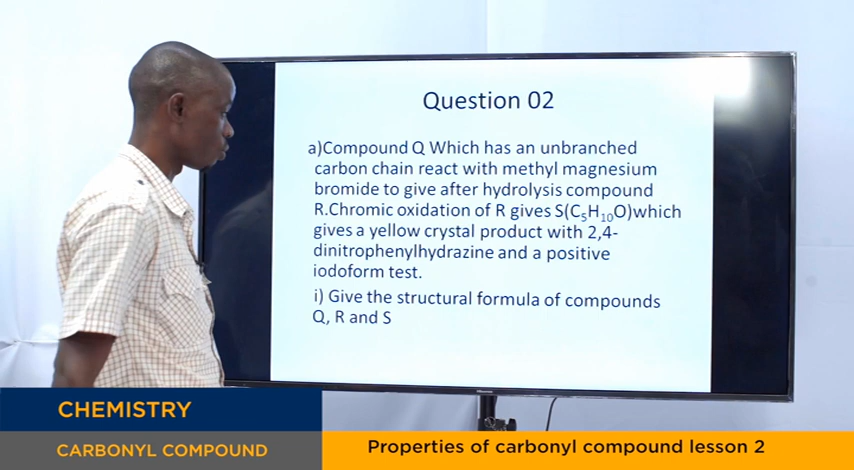 Question 02
a)Compound Q Which has an unbranched
carbon chain react with methyl magnesium
bromide to give after hydrolysis compound
R.Chromic oxidation of R gives S(C₅H₁₀O)which
gives a yellow crystal product with 2,4-
dinitrophenylhydrazine and a positive
iodoform test.
i) Give the structural formula of compounds
Q, R and S
CHEMISTRY
CARBONYL COMPOUND
Properties of carbonyl compound lesson 2